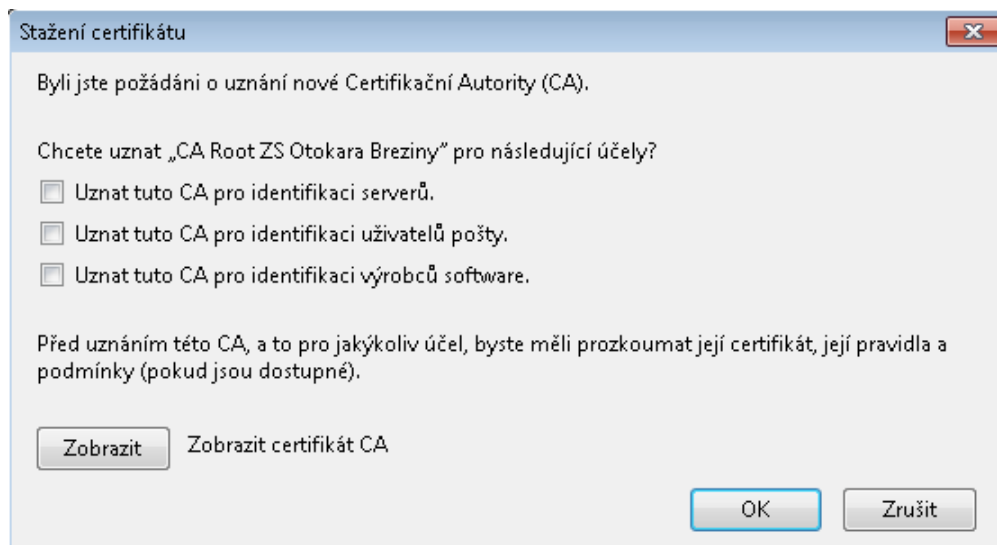 Stažení certifikátu
Byli jste požádáni o uznání nové Certifikační Autority (CA).
Chcete uznat „CA Root ZS Otokara Breziny“ pro následující účely?
Uznat tuto CA pro identifikaci serverů.
Uznat tuto CA pro identifikaci uživatelů pošty.
Uznat tuto CA pro identifikaci výrobců software.
Před uznáním této CA, a to pro jakýkoliv účel, byste měli prozkoumat její certifikát, její pravidla a
podmínky (pokud jsou dostupné).
Zobrazit Zobrazit certifikát CA
OK Zrušit